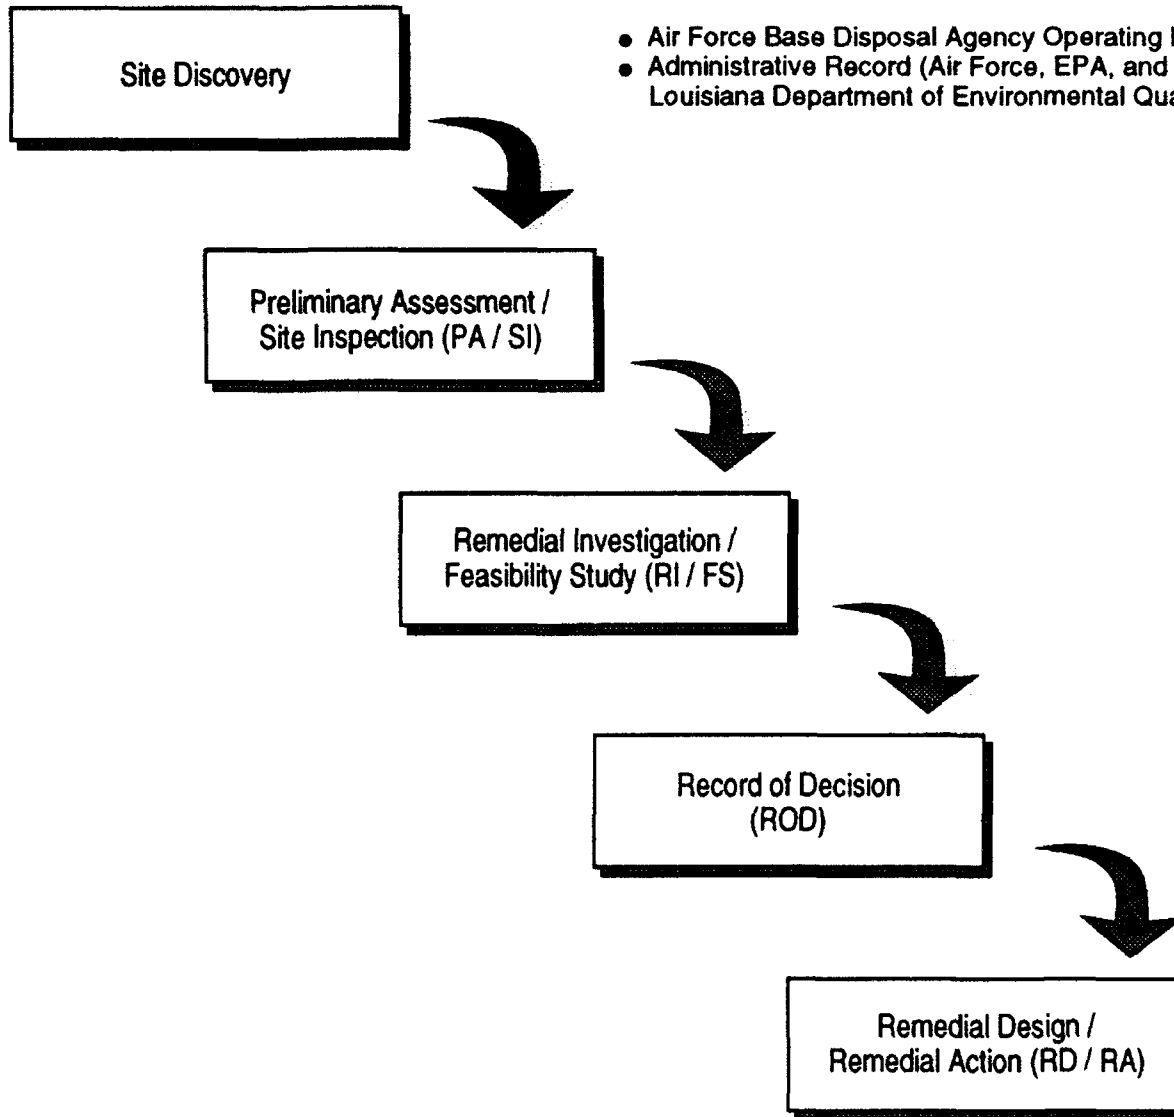 Site Discovery
• Air Force Base Disposal Agency Operating
• Administrative Record (Air Force, EPA, and
Louisiana Department of Environmental
Preliminary Assessment /
Site Inspection (PA / SI)
Remedial Investigation /
Feasibility Study (RI / FS)
Record of Decision
(ROD)
Remedial Design /
Remedial Action (RD / RA)